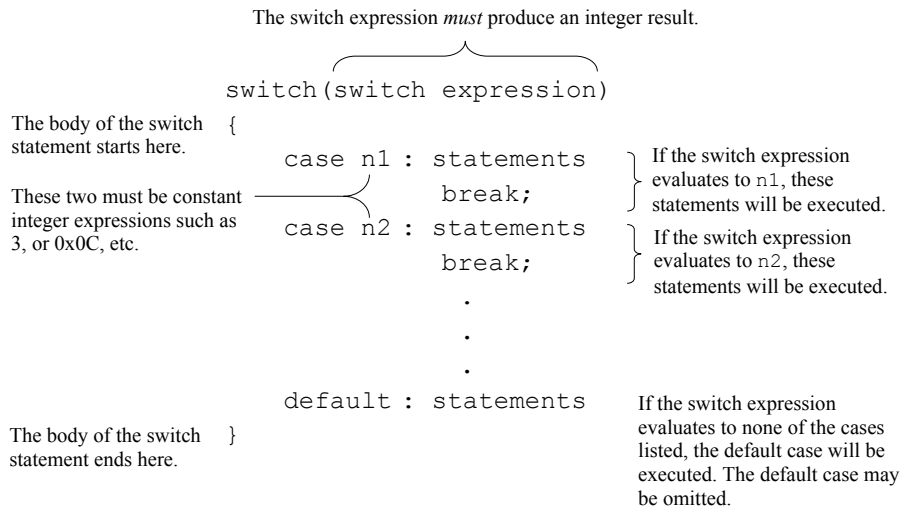 The switch expression must produce an integer result.
switch(switch expression)
The body of the switch
statement starts here.
{
case n1 : statements
break;
If the switch expression
evaluates to n1, these
statements will be executed.
These two must be constant
integer expressions such as
3, or 0x0C, etc.
case n2 : statements
break;
If the switch expression
evaluates to n2, these
statements will be executed.
.
.
.
default : statements
If the switch expression
evaluates to none of the cases
listed, the default case will be
executed. The default case may
be omitted.
The body of the switch
statement ends here.
}